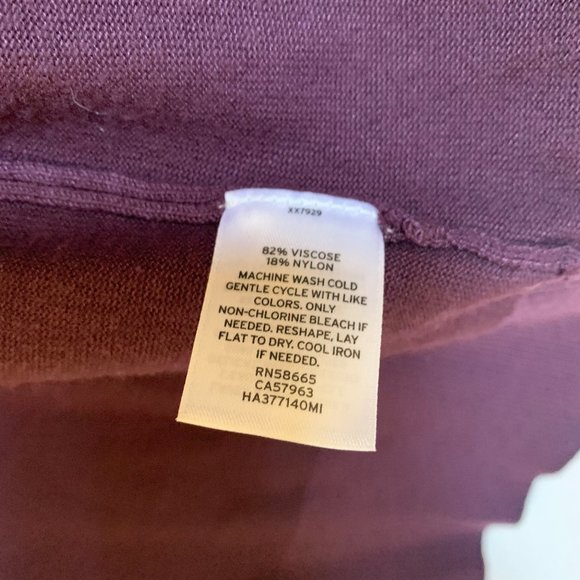 XX7929
82% VISCOSE
18% NYLON
MACHINE WASH COLD
GENTLE CYCLE WITH LIKE
COLORS. ONLY
NON-CHLORINE BLEACH IF
NEEDED. RESHAPE, LAY
FLAT TO DRY. COOL IRON
IF NEEDED.
RN58665
CA57963
HA377140MI